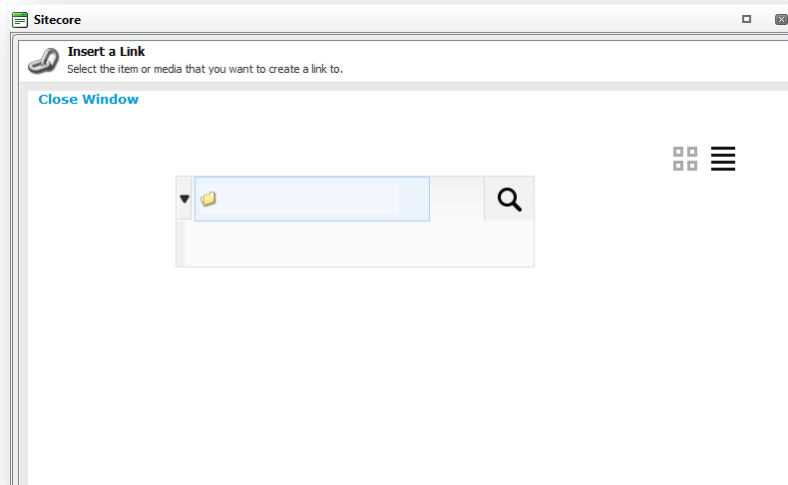 Sitecore
Insert a Link
Select the item or media that you want to create a link to.
Close Window